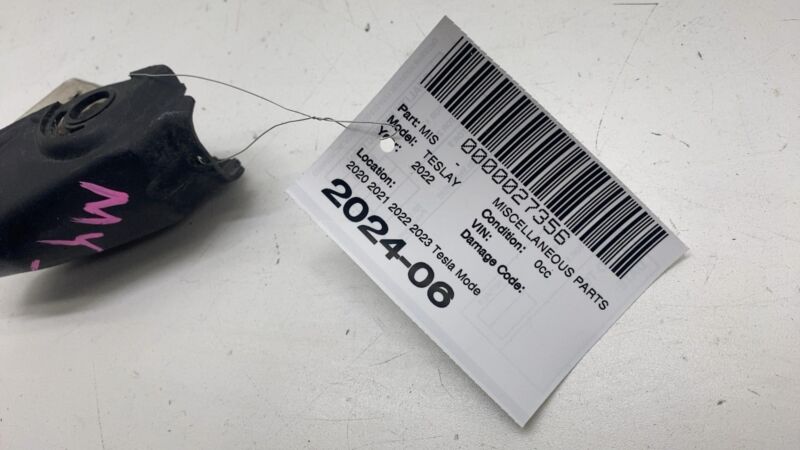 0000027356
Part: MIS - MISCELLANEOUS PARTS
Model: TESLAY
Condition: 0cc
Year: 2022
VIN:
Damage Code:
Location:
2020 2021 2022 2023 Tesla Mode
2024-06
MY-